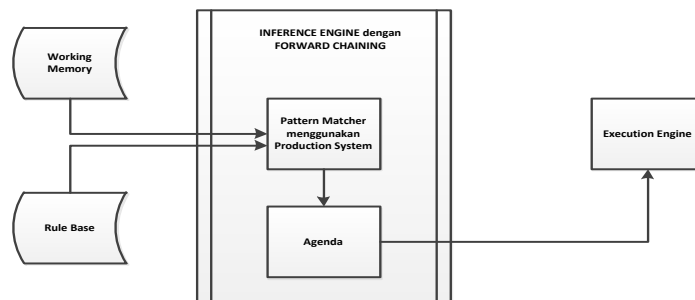 INFERENCE ENGINE dengan
FORWARD CHAINING
Working
Memory
Pattern Matcher
menggunakan
Production System
Execution Engine
Rule Base
Agenda